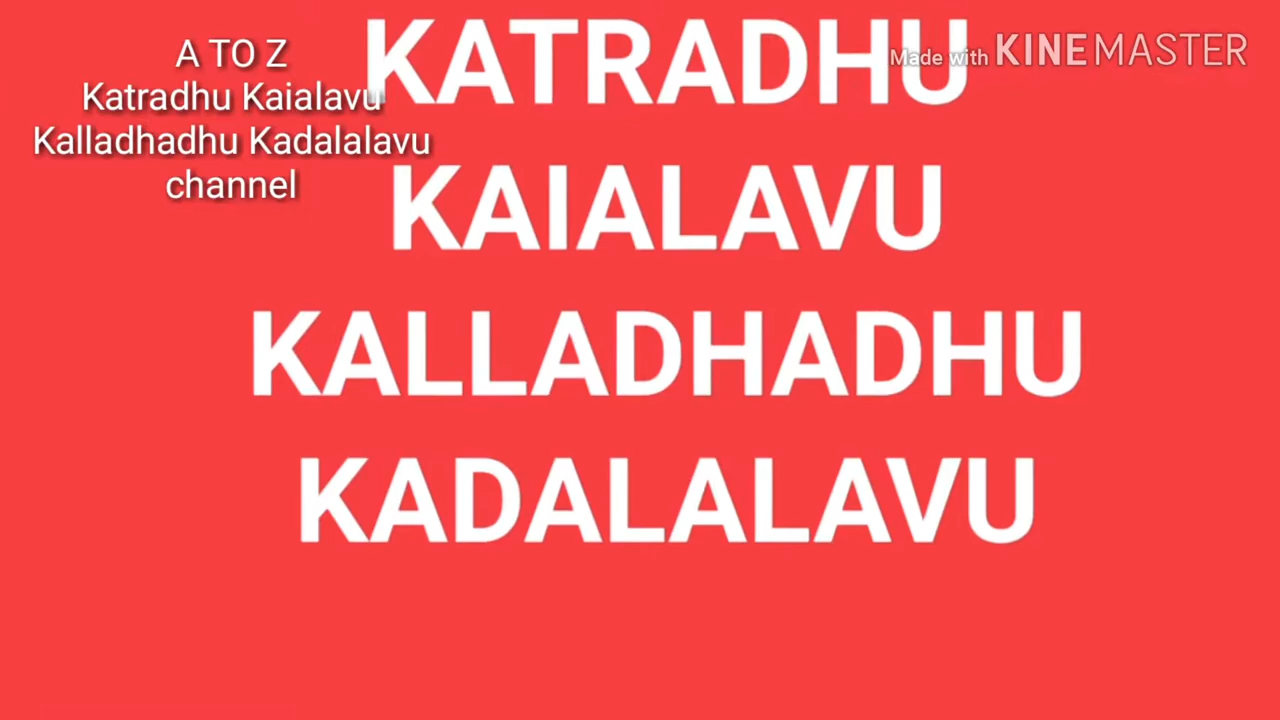 A TO Z
Katradhu Kaialavu
Kalladhadhu Kadalalavu
channel
KATRADHU
KAIALAVU
KALLADHADHU
KADALALAVU
Made with KINEMASTER